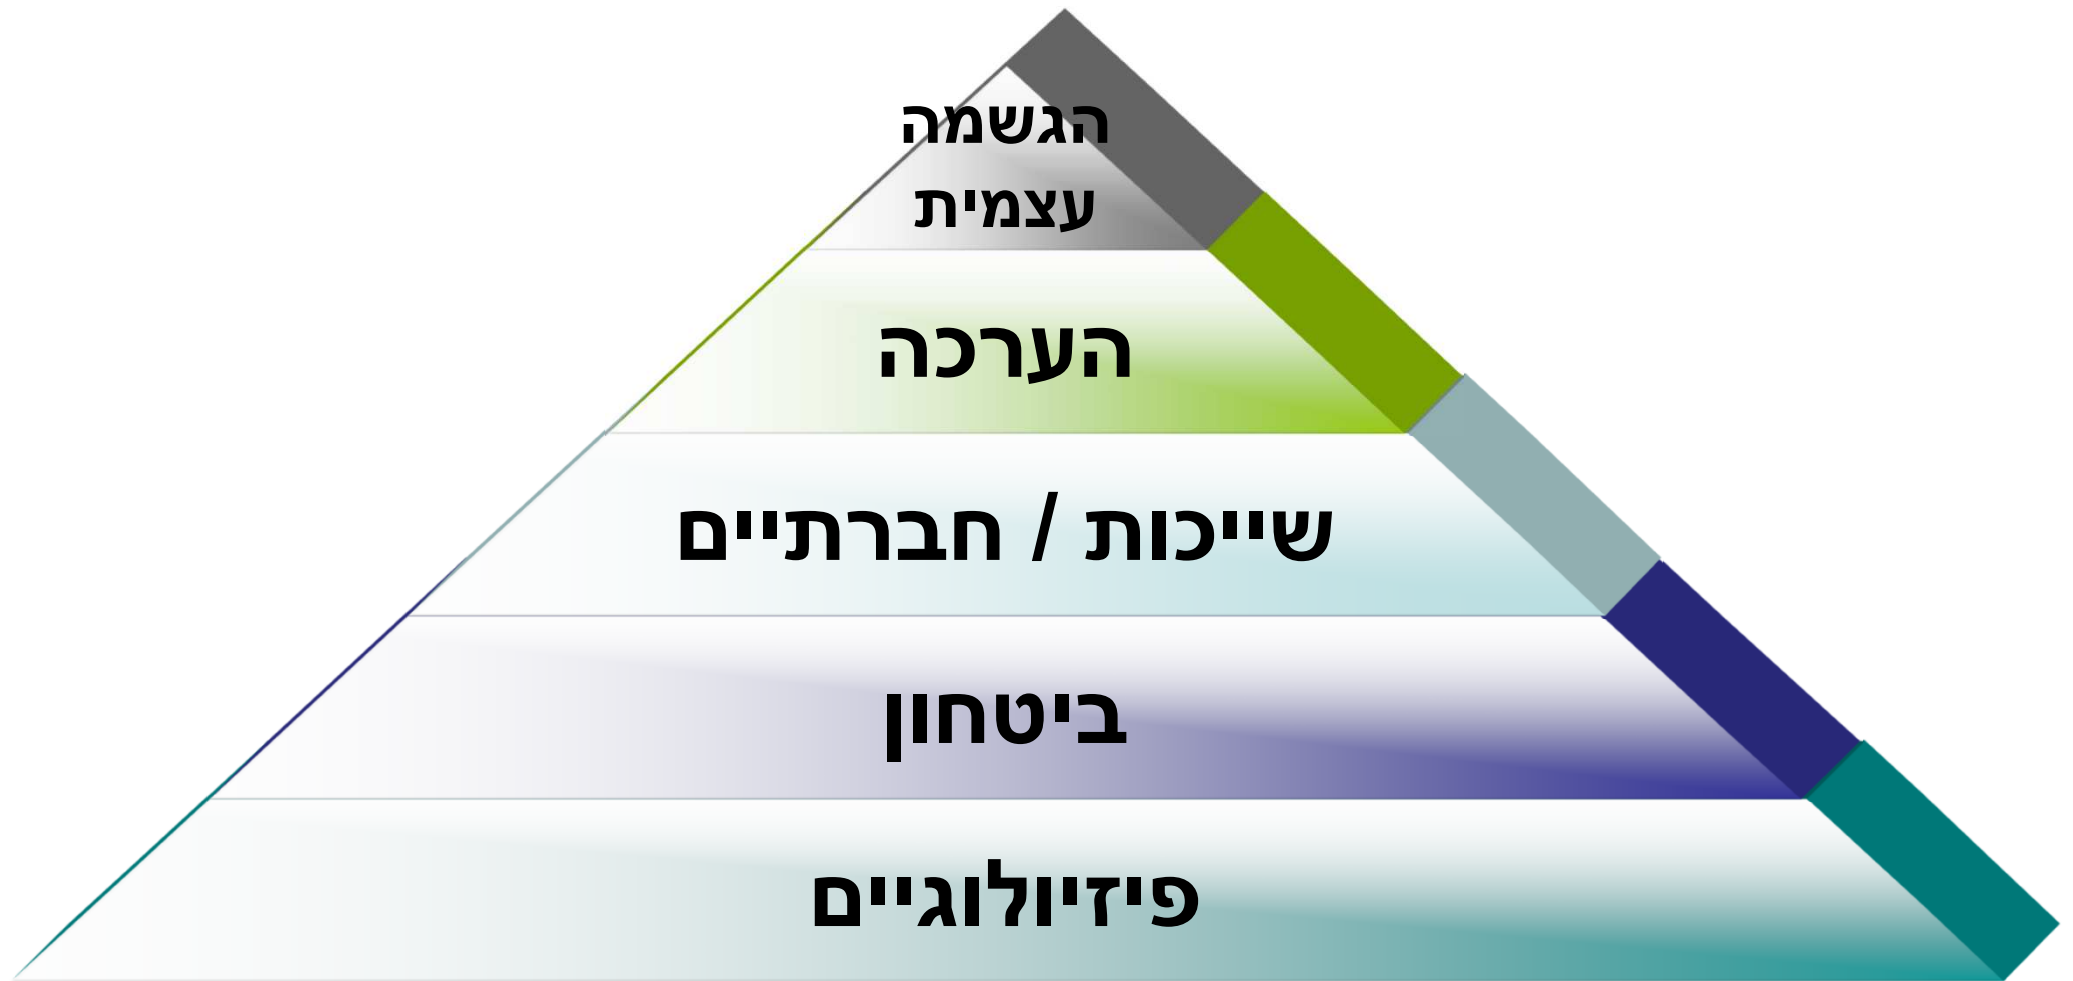 הגשמה
עצמית
הערכה
שייכות / חברתיים
ביטחון
פיזיולוגיים